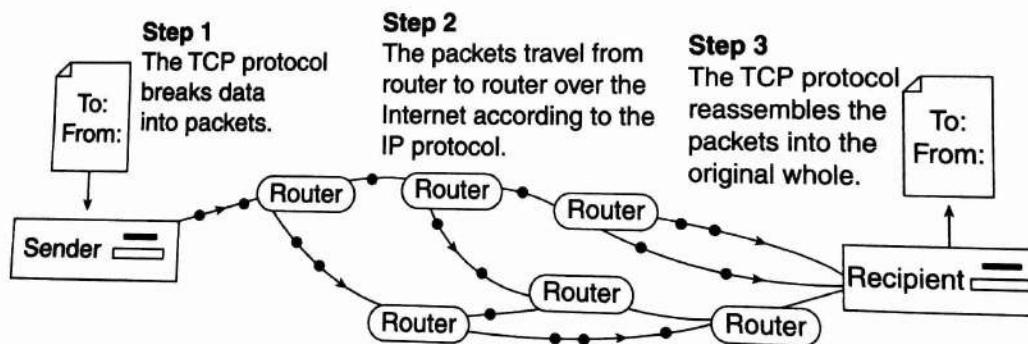 Step 1
The TCP protocol
breaks data
into packets.
Step 2
The packets travel from
router to router over the
Internet according to the
IP protocol.
Step 3
The TCP protocol
reassembles the
packets into the
original whole.
To:
From:
To:
From:
Router
Router
Router
Sender
Recipient
Router
Router
Router